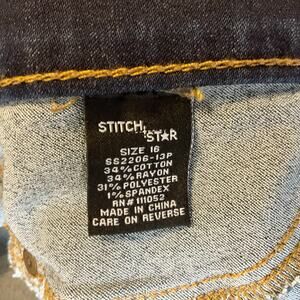 STITCH
STAR
SIZE 16
SS2206-13P
34%COTTON
34%RAYON
31%POLYESTER
1%SPANDEX
RN#111052
MADE IN CHINA
CARE ON REVERSE